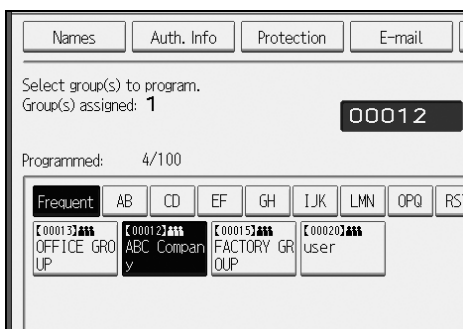 Names Auth. Info Protection E-mail
Select group(s) to program.
Group(s) assigned: 1
00012
Programmed: 4/100
Frequent AB CD EF GH IJK LMN OPQ RS
【00013】 【00012】 【00015】 【00020】
OFFICE GRO ABC Compan FACTORY GR user
UP y OUP